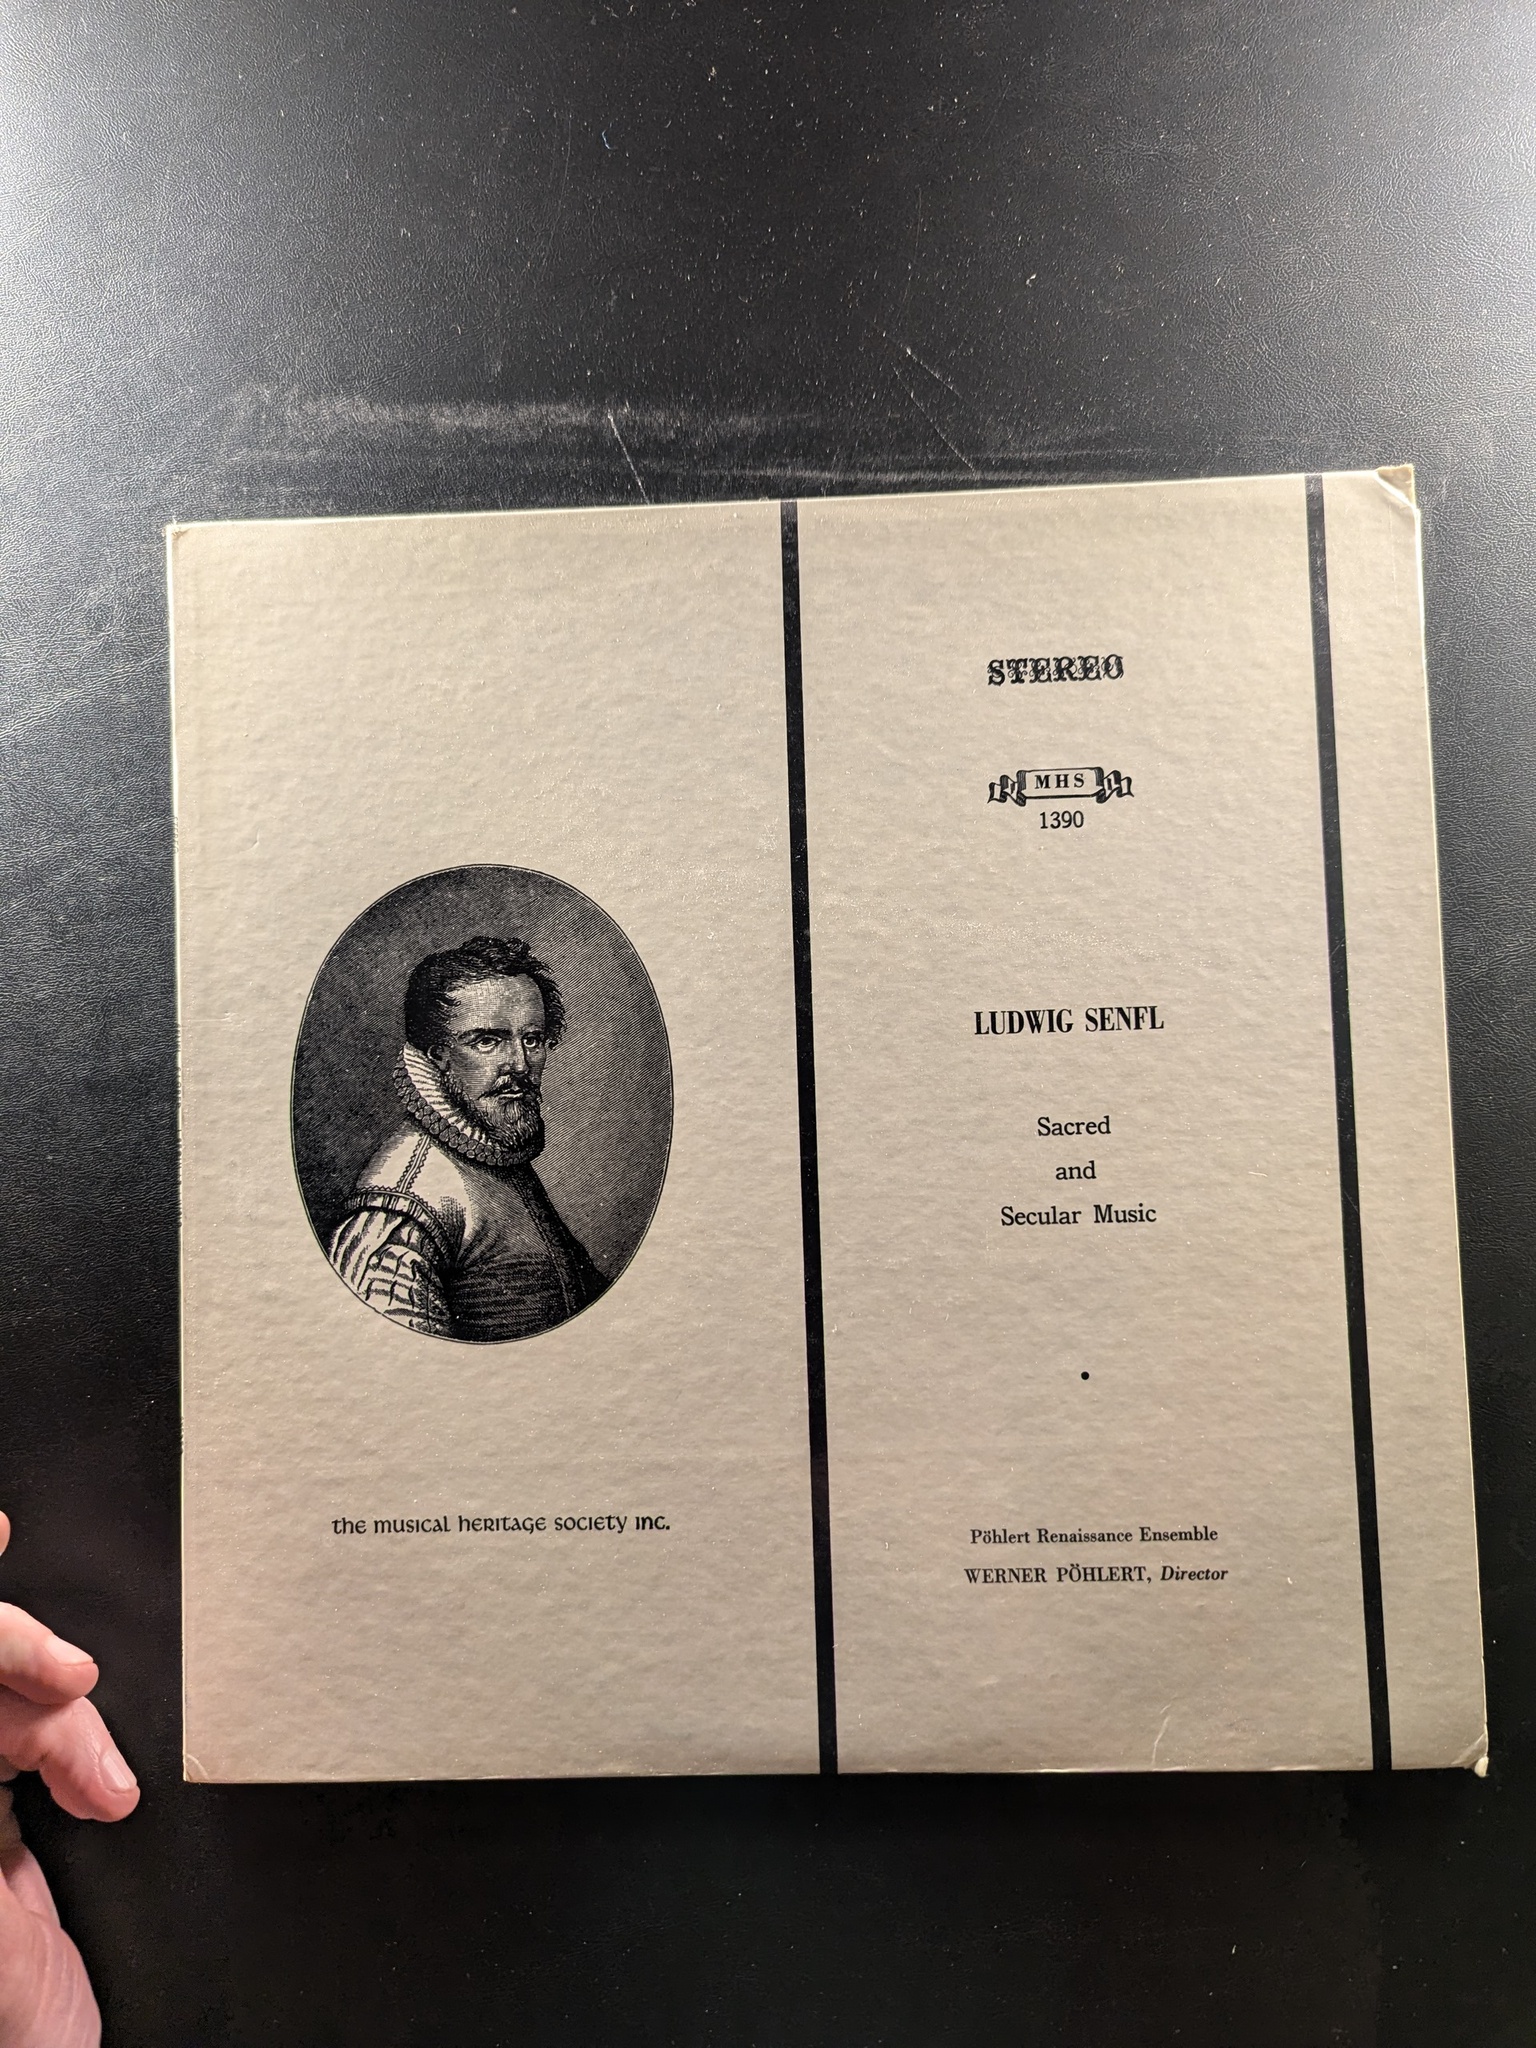 STEREO
MHS
1390
LUDWIG SENFL
Sacred
and
Secular Music
the musical heritage society inc.
Pöhlert Renaissance Ensemble
WERNER PÖHLERT, Director